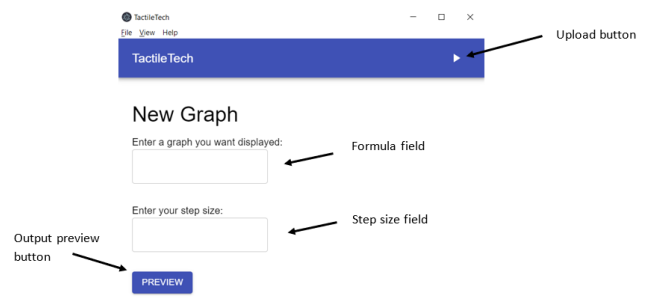 TactileTech
File View Help
Upload button
TactileTech
New Graph
Enter a graph you want displayed:
Formula field
Enter your step size:
Step size field
Output preview
button
PREVIEW